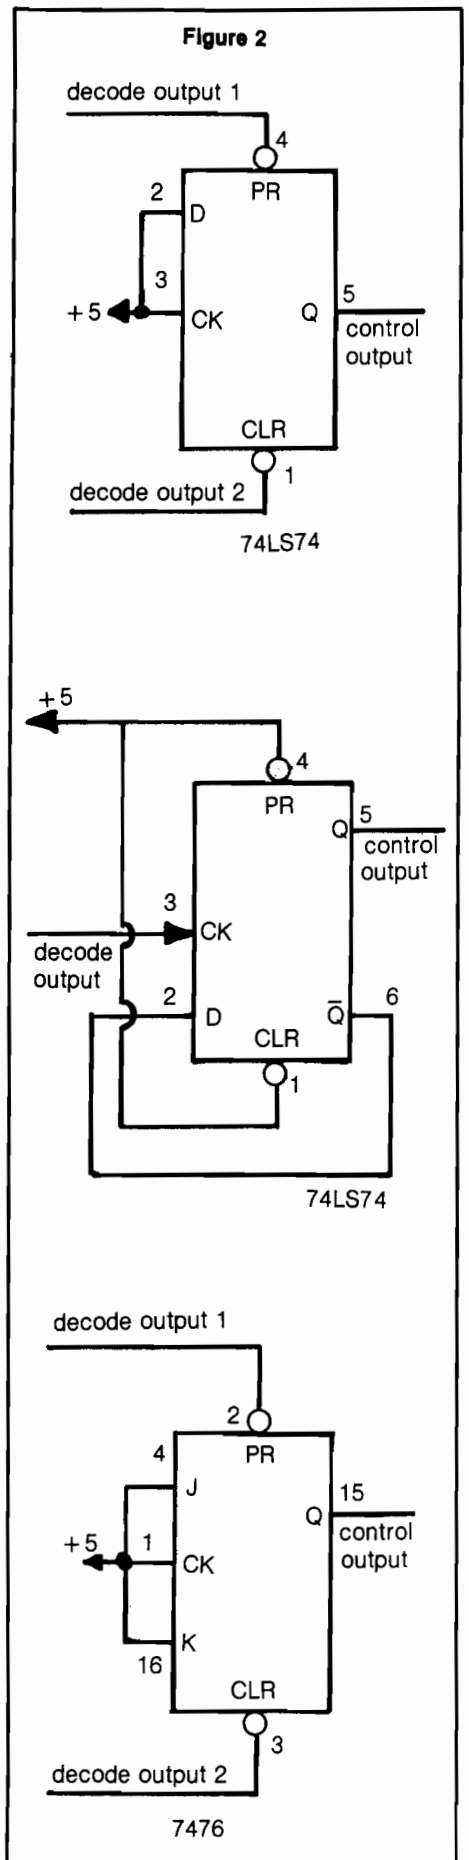 Figure 2
decode output 1
4
PR
2
D
3
+5
CK
Q
5
control
output
CLR
1
decode output 2
74LS74
+5
4
PR
Q
5
control
output
3
CK
decode
output
2
D
Q̅
6
CLR
1
74LS74
decode output 1
2
PR
4
J
15
Q
control
output
+5
1
CK
K
16
CLR
3
decode output 2
7476